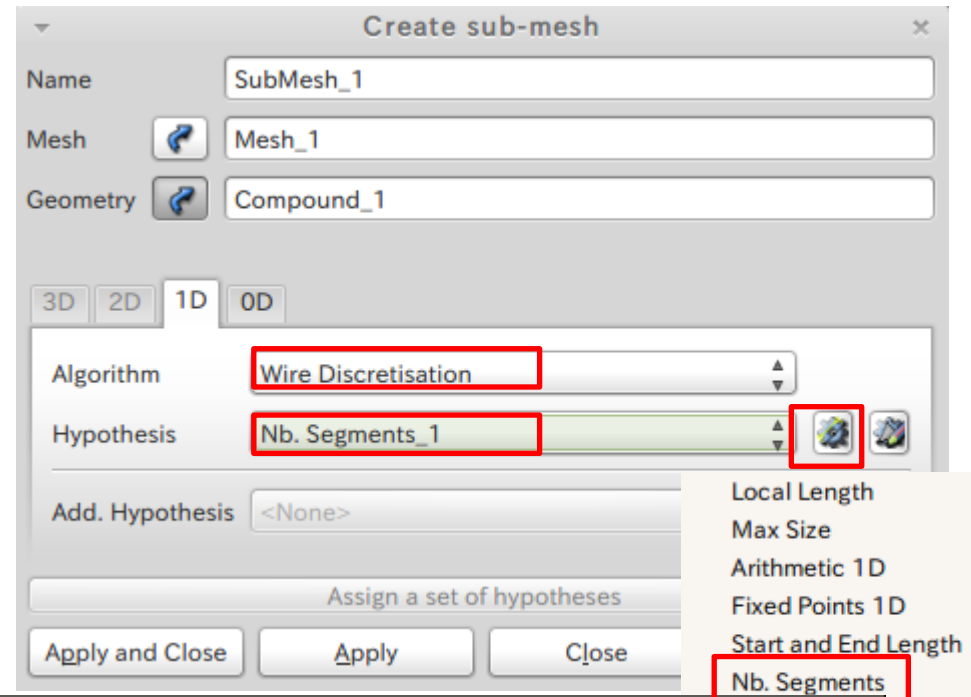 Create sub-mesh
Name SubMesh_1
Mesh Mesh_1
Geometry Compound_1
3D 2D 1D 0D
Algorithm Wire Discretisation
Hypothesis Nb. Segments_1
Add. Hypothesis <None>
Assign a set of hypotheses
Apply and Close Apply Close
Local Length
Max Size
Arithmetic 1D
Fixed Points 1D
Start and End Length
Nb. Segments